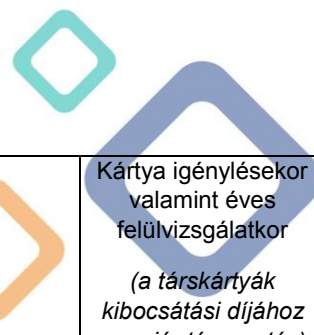 Kártya igénylésekor
valamint éves
felülvizsgálatkor
(a társkártyák
kibocsátási díjához